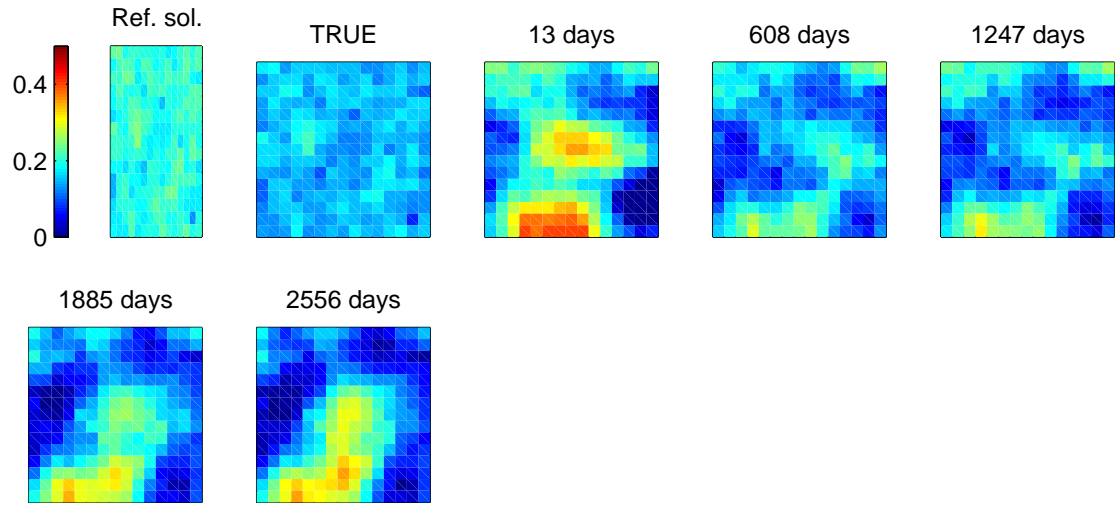 Ref. sol.
TRUE
13 days
608 days
1247 days
0.4
0.2
0
1885 days
2556 days